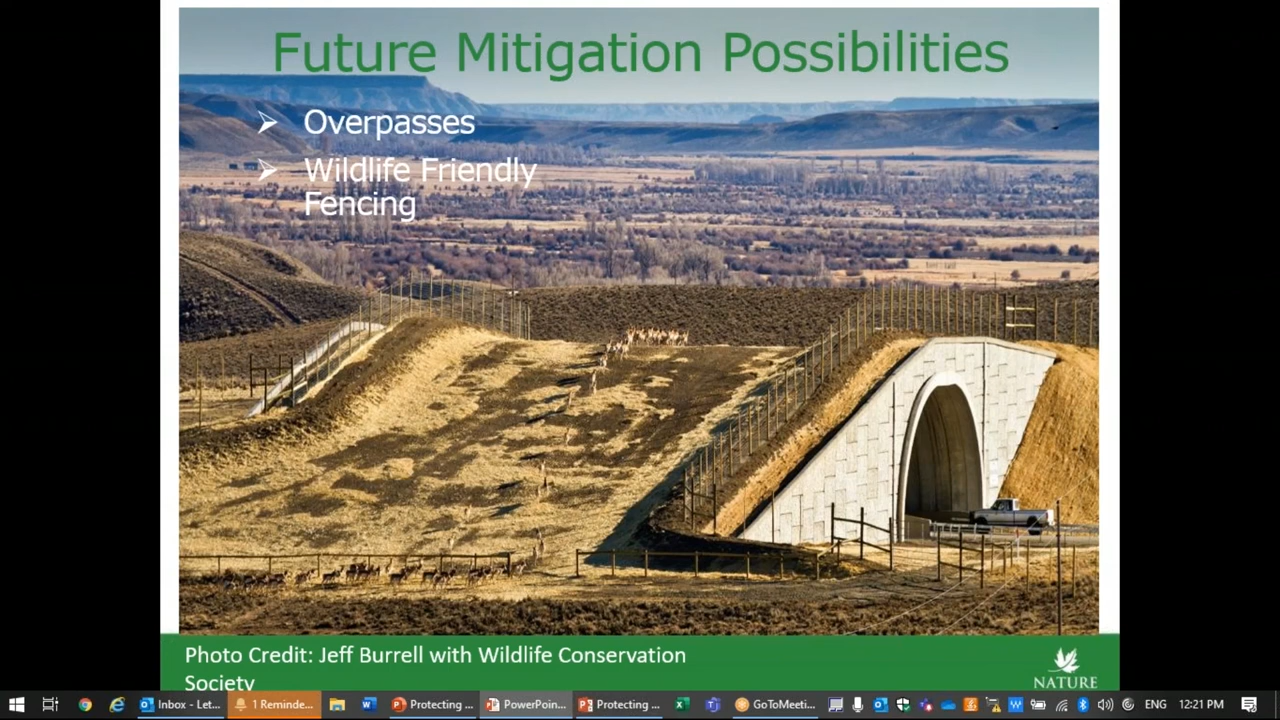 Future Mitigation Possibilities
Overpasses
Wildlife Friendly
Fencing
Photo Credit: Jeff Burrell with Wildlife Conservation
Society
NATURE
Inbox - Let...
1 Reminde...
Protecting ...
PowerPoin...
Protecting ...
GoToMeeti...
ENG
12:21 PM